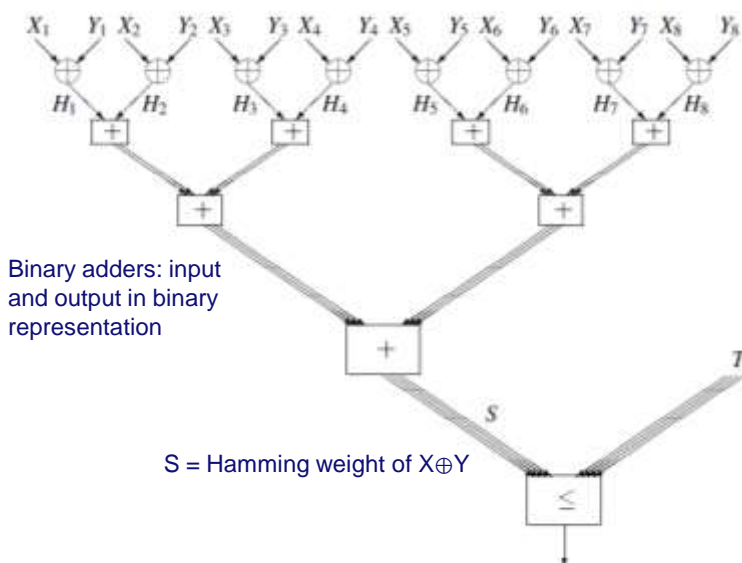 X₁ Y₁ X₂ Y₂ X₃ Y₃ X₄ Y₄ X₅ Y₅ X₆ Y₆ X₇ Y₇ X₈ Y₈
H₁ H₂ H₃ H₄ H₅ H₆ H₇ H₈
+ + + +
+ +
Binary adders: input
and output in binary
representation
+
T
S
S = Hamming weight of X⊕Y
≤